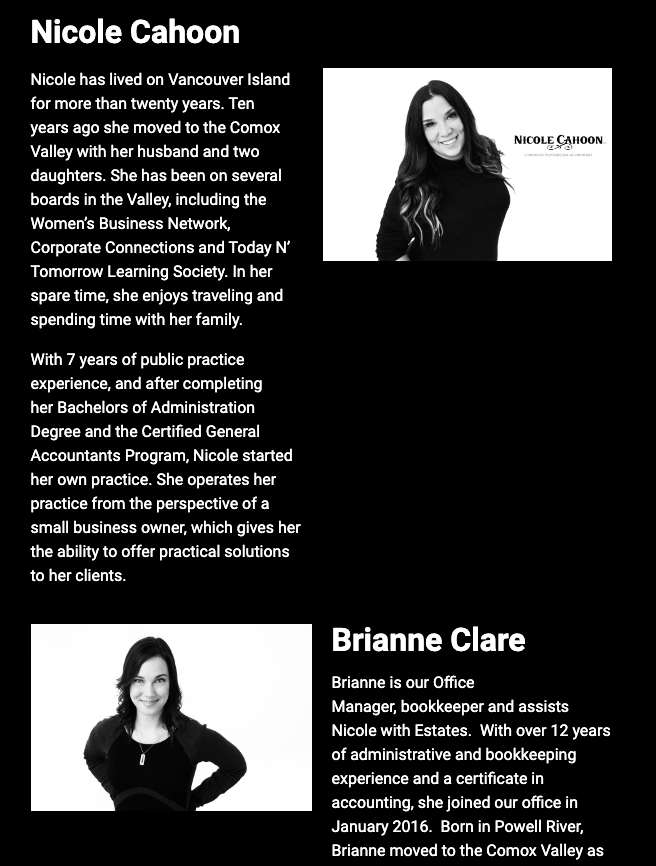 Nicole Cahoon
Nicole has lived on Vancouver Island
for more than twenty years. Ten
years ago she moved to the Comox
Valley with her husband and two
daughters. She has been on several
boards in the Valley, including the
Women’s Business Network,
Corporate Connections and Today N’
Tomorrow Learning Society. In her
spare time, she enjoys traveling and
spending time with her family.
With 7 years of public practice
experience, and after completing
her Bachelors of Administration
Degree and the Certified General
Accountants Program, Nicole started
her own practice. She operates her
practice from the perspective of a
small business owner, which gives her
the ability to offer practical solutions
to her clients.
NICOLE CAHOON
Brianne Clare
Brianne is our Office
Manager, bookkeeper and assists
Nicole with Estates.  With over 12 years
of administrative and bookkeeping
experience and a certificate in
accounting, she joined our office in
January 2016.  Born in Powell River,
Brianne moved to the Comox Valley as